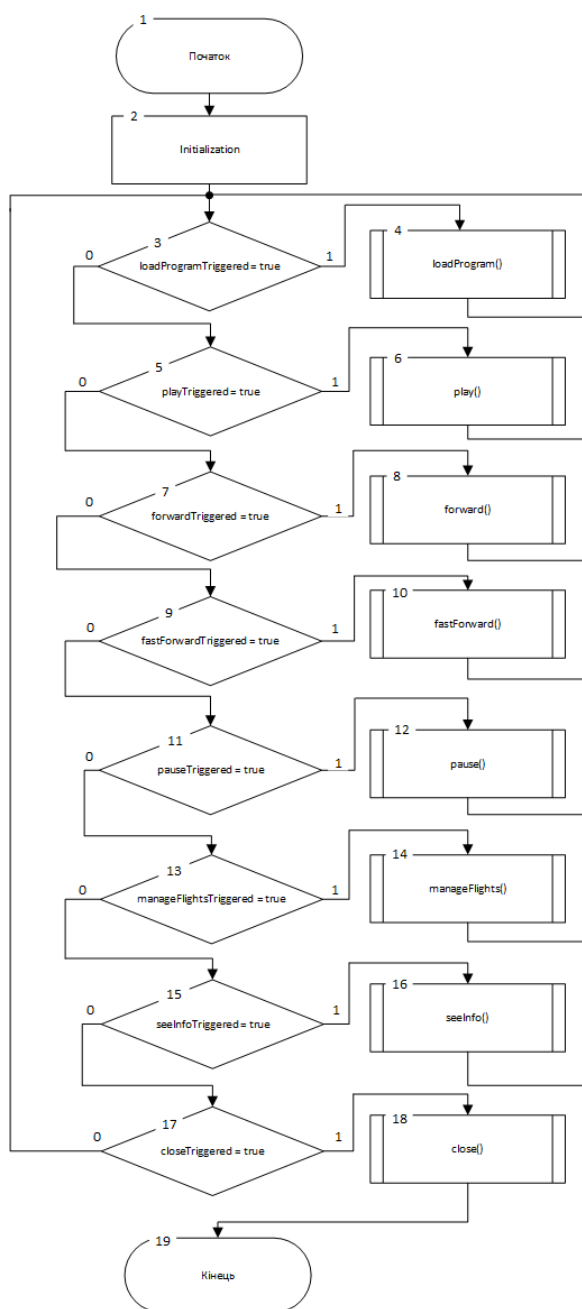 1
Початок
2
Initialization
3
0
loadProgramTriggered = true
1
4
loadProgram()
5
0
playTriggered = true
1
6
play()
7
0
forwardTriggered = true
1
8
forward()
9
0
fastForwardTriggered = true
1
10
fastForward()
11
0
pauseTriggered = true
1
12
pause()
13
0
manageFlightsTriggered = true
1
14
manageFlights()
15
0
seeInfoTriggered = true
1
16
seeInfo()
17
0
closeTriggered = true
1
18
close()
19
Кінець